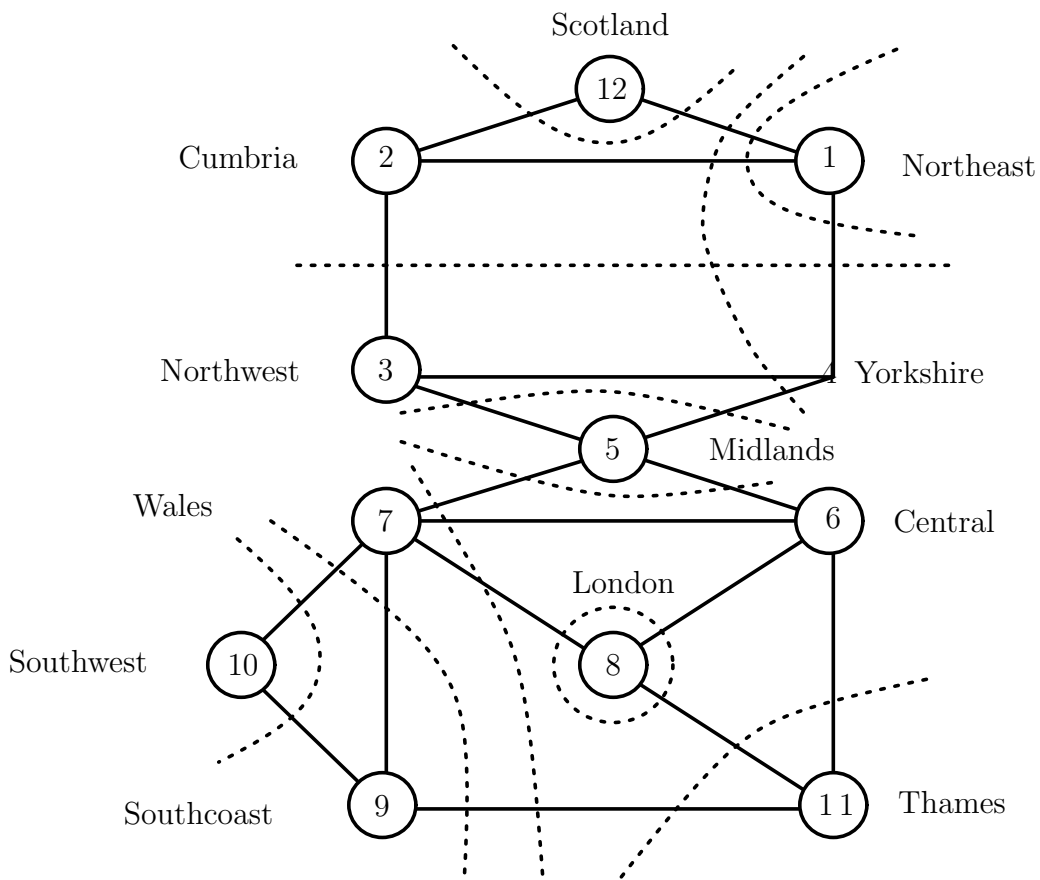 Scotland
12
Cumbria
2
1
Northeast
Northwest
3
4
Yorkshire
5
Midlands
Wales
7
6
Central
London
Southwest
10
8
Southcoast
9
11
Thames